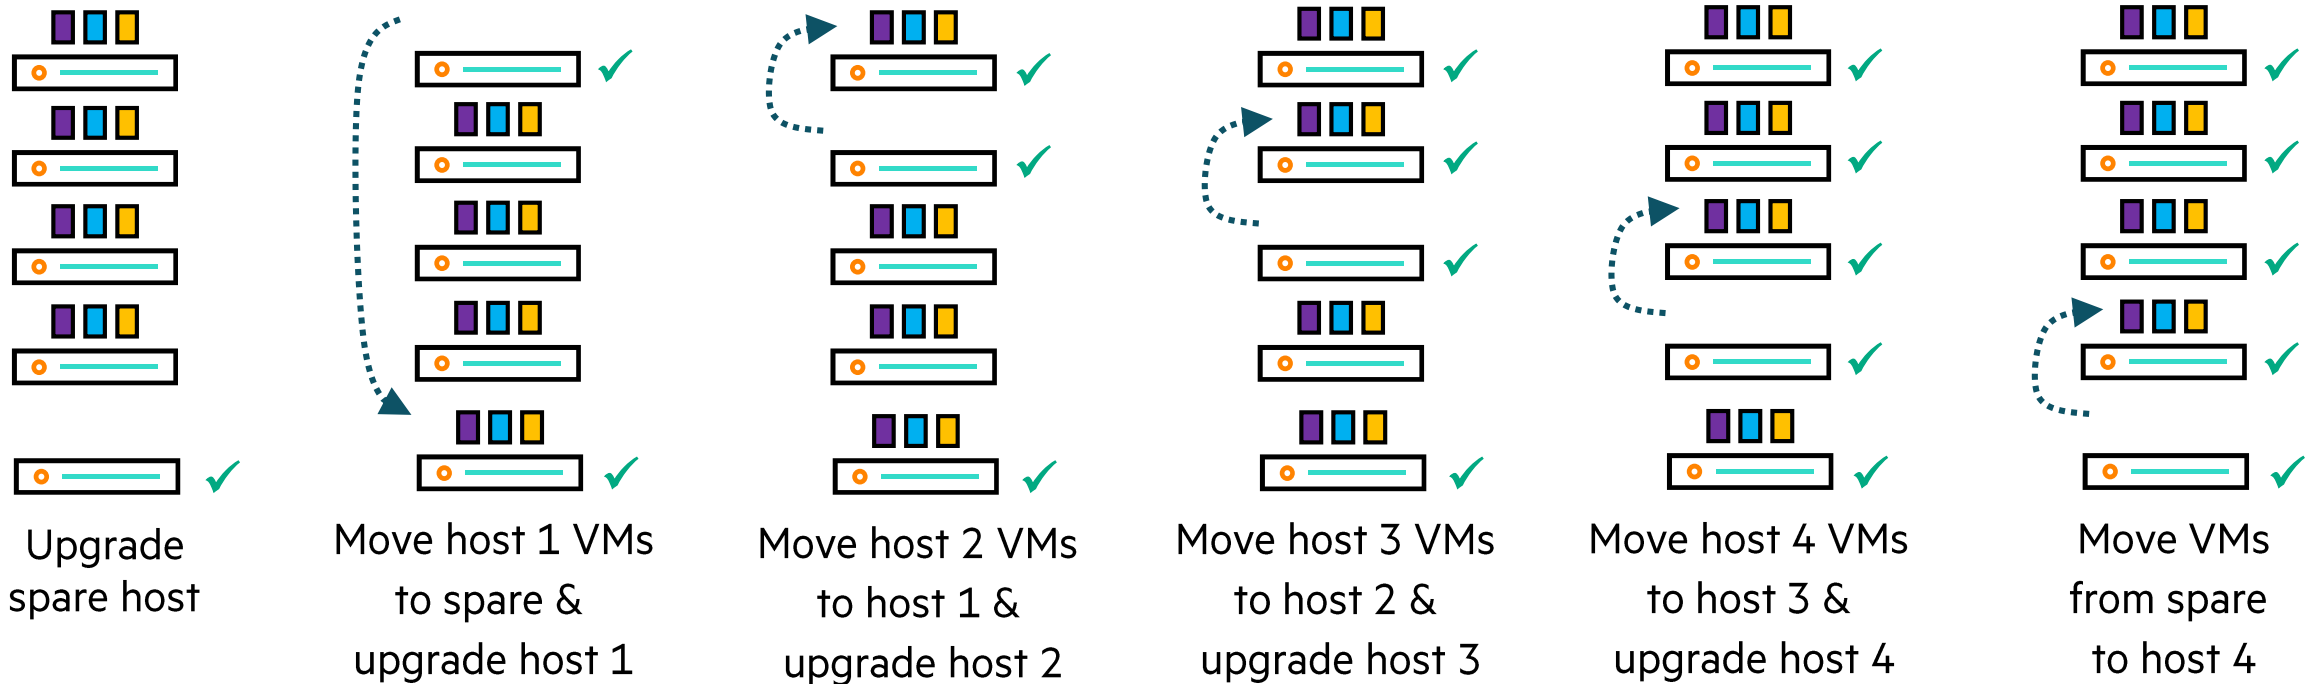 Upgrade
spare host
Move host 1 VMs
to spare &
upgrade host 1
Move host 2 VMs
to host 1 &
upgrade host 2
Move host 3 VMs
to host 2 &
upgrade host 3
Move host 4 VMs
to host 3 &
upgrade host 4
Move VMs
from spare
to host 4